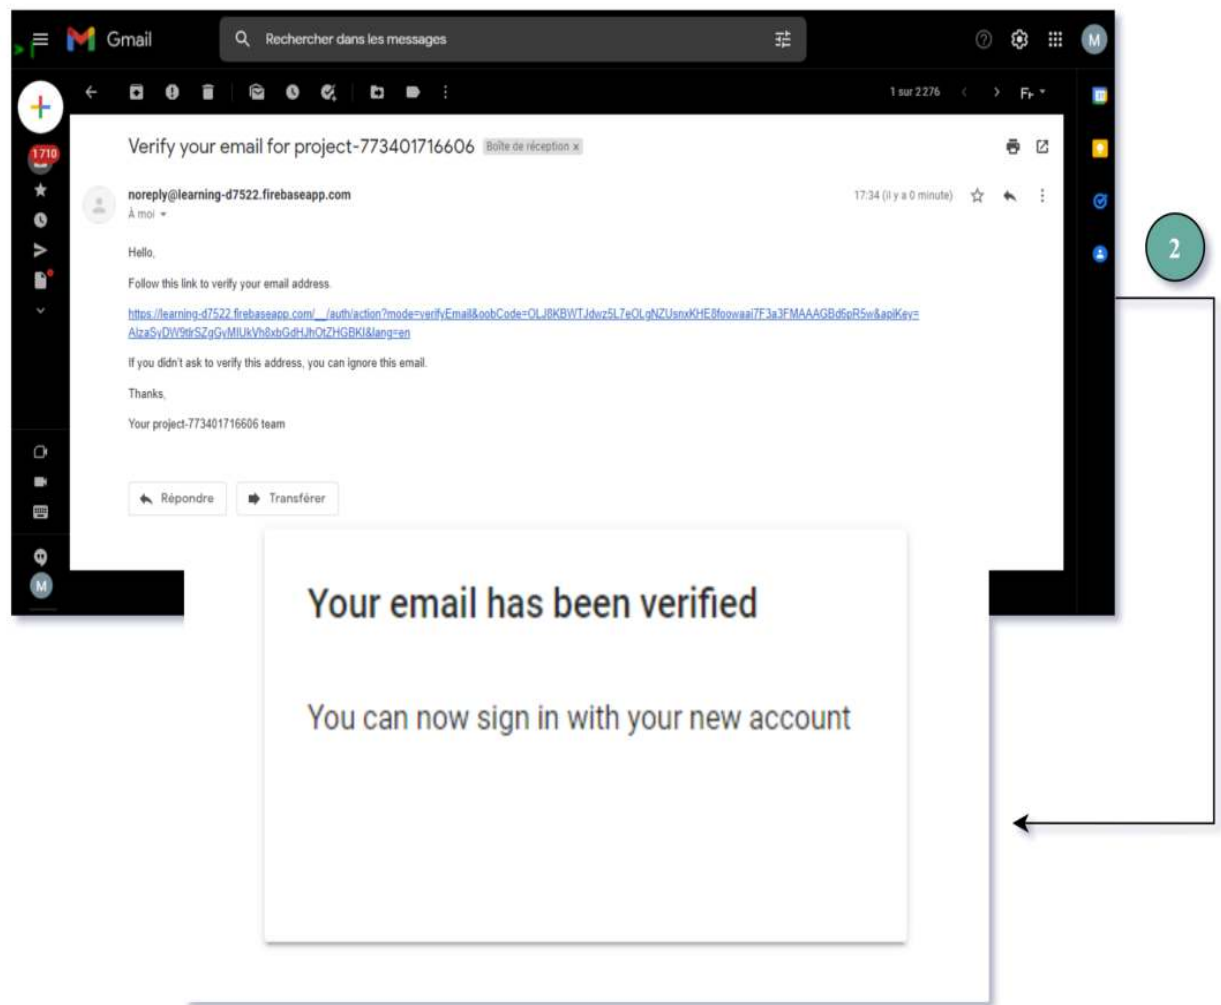 Gmail
Rechercher dans les messages
M
1 sur 2 276
Fr
1710
Verify your email for project-773401716606 Boîte de réception x
noreply@learning-d7522.firebaseapp.com
17:34 (il y a 0 minute)
À moi
Hello,
Follow this link to verify your email address.
https://learning-d7522.firebaseapp.com/__/auth/action?mode=verifyEmail&oobCode=OLJ8KBWTJdwz5L7eOLgNZUsnxKHE8foowaai7F3a3FMAAAGBd6pR5w&apiKey=
AIzaSyDW9tlrSZgGyMIUkVh8xbGdHJhOtZHGBKI&lang=en
If you didn't ask to verify this address, you can ignore this email.
Thanks,
Your project-773401716606 team
Répondre
Transférer
M
2
Your email has been verified
You can now sign in with your new account